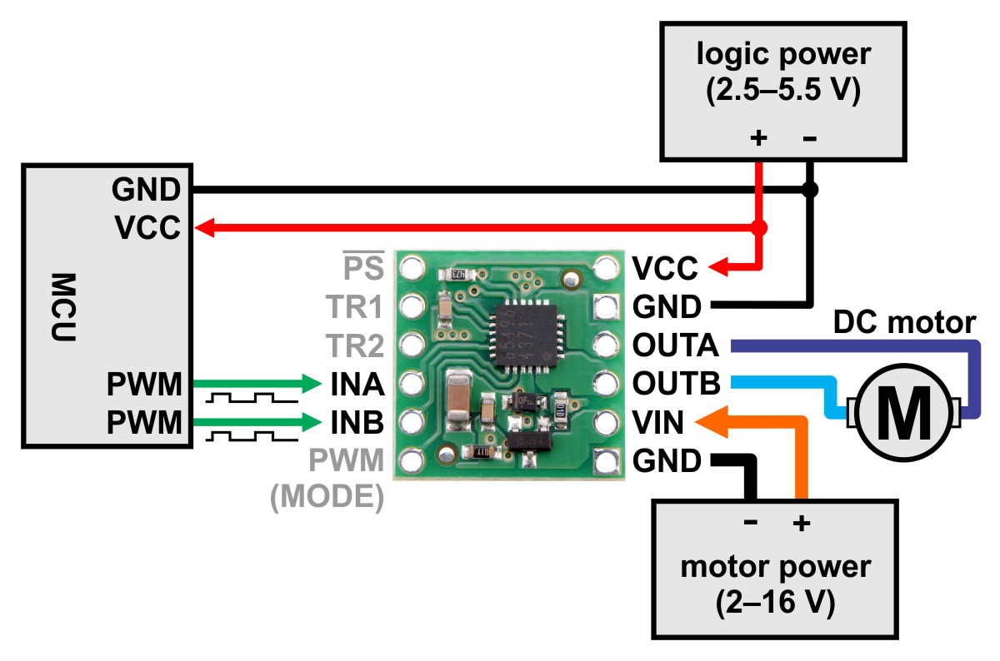 logic power
(2.5–5.5 V)
+ -
GND
VCC
MCU
PWM
PWM
PS
TR1
TR2
INA
INB
PWM
(MODE)
473
VCC
GND
OUTA
OUTB
VIN
GND
DC motor
M
- +
motor power
(2–16 V)